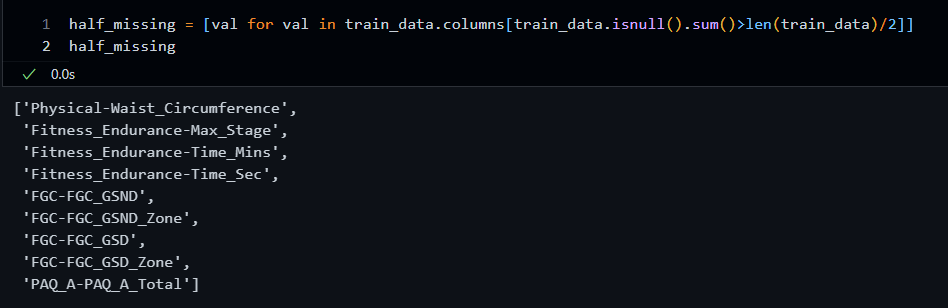 1 half_missing = [val for val in train_data.columns[train_data.isnull().sum()>len(train_data)/2]]
2 half_missing
✓ 0.0s
['Physical-Waist_Circumference',
'Fitness_Endurance-Max_Stage',
'Fitness_Endurance-Time_Mins',
'Fitness_Endurance-Time_Sec',
'FGC-FGC_GSND',
'FGC-FGC_GSND_Zone',
'FGC-FGC_GSD',
'FGC-FGC_GSD_Zone',
'PAQ_A-PAQ_A_Total']